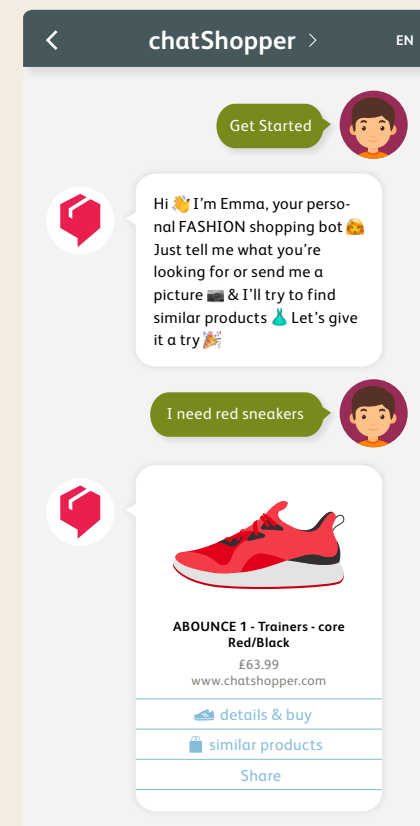 chatShopper
EN
Get Started
Hi 👋 I’m Emma, your perso-
nal FASHION shopping bot 👩
Just tell me what you’re
looking for or send me a
picture 📷 & I’ll try to find
similar products 👗 Let’s give
it a try 🎉
I need red sneakers
ABOUNCE 1 - Trainers - core
Red/Black
£63.99
www.chatshopper.com
details & buy
similar products
Share